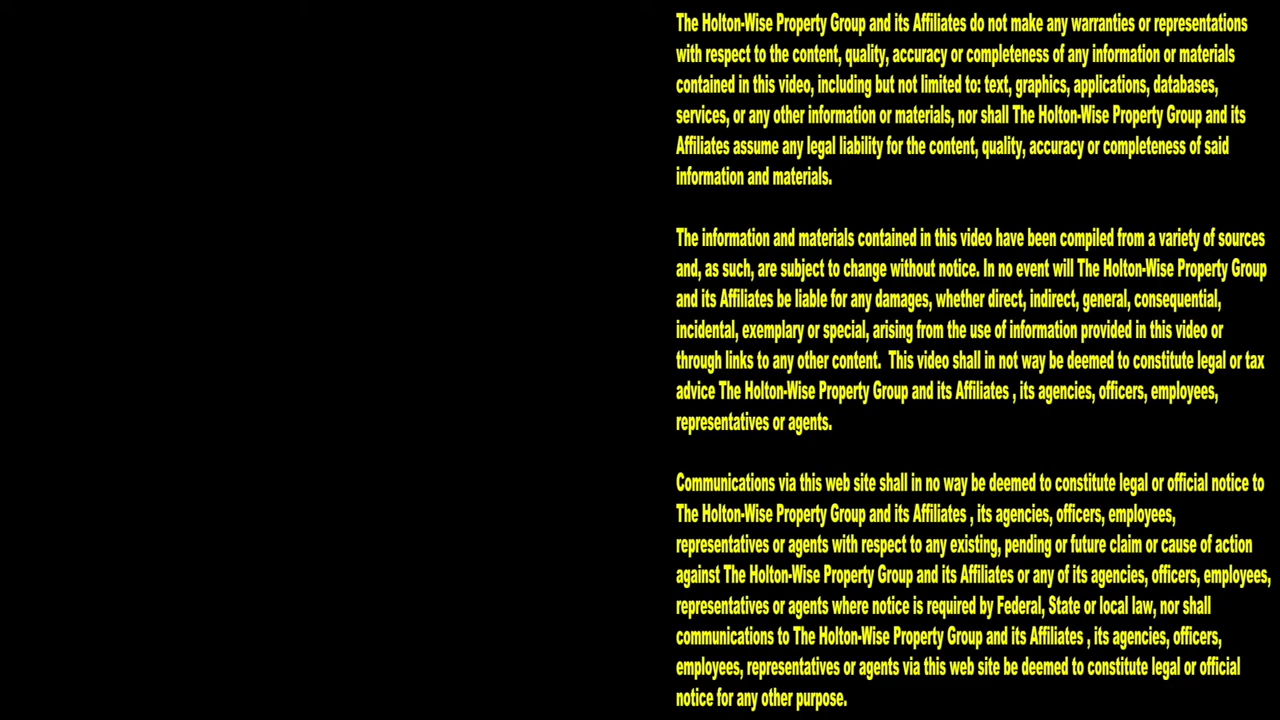 The Holton-Wise Property Group and its Affiliates do not make any warranties or representations
with respect to the content, quality, accuracy or completeness of any information or materials
contained in this video, including but not limited to: text, graphics, applications, databases,
services, or any other information or materials, nor shall The Holton-Wise Property Group and its
Affiliates assume any legal liability for the content, quality, accuracy or completeness of said
information and materials.
The information and materials contained in this video have been compiled from a variety of sources
and, as such, are subject to change without notice. In no event will The Holton-Wise Property Group
and its Affiliates be liable for any damages, whether direct, indirect, general, consequential,
incidental, exemplary or special, arising from the use of information provided in this video or
through links to any other content.  This video shall in not way be deemed to constitute legal or tax
advice The Holton-Wise Property Group and its Affiliates , its agencies, officers, employees,
representatives or agents.
Communications via this web site shall in no way be deemed to constitute legal or official notice to
The Holton-Wise Property Group and its Affiliates , its agencies, officers, employees,
representatives or agents with respect to any existing, pending or future claim or cause of action
against The Holton-Wise Property Group and its Affiliates or any of its agencies, officers, employees,
representatives or agents where notice is required by Federal, State or local law, nor shall
communications to The Holton-Wise Property Group and its Affiliates , its agencies, officers,
employees, representatives or agents via this web site be deemed to constitute legal or official
notice for any other purpose.